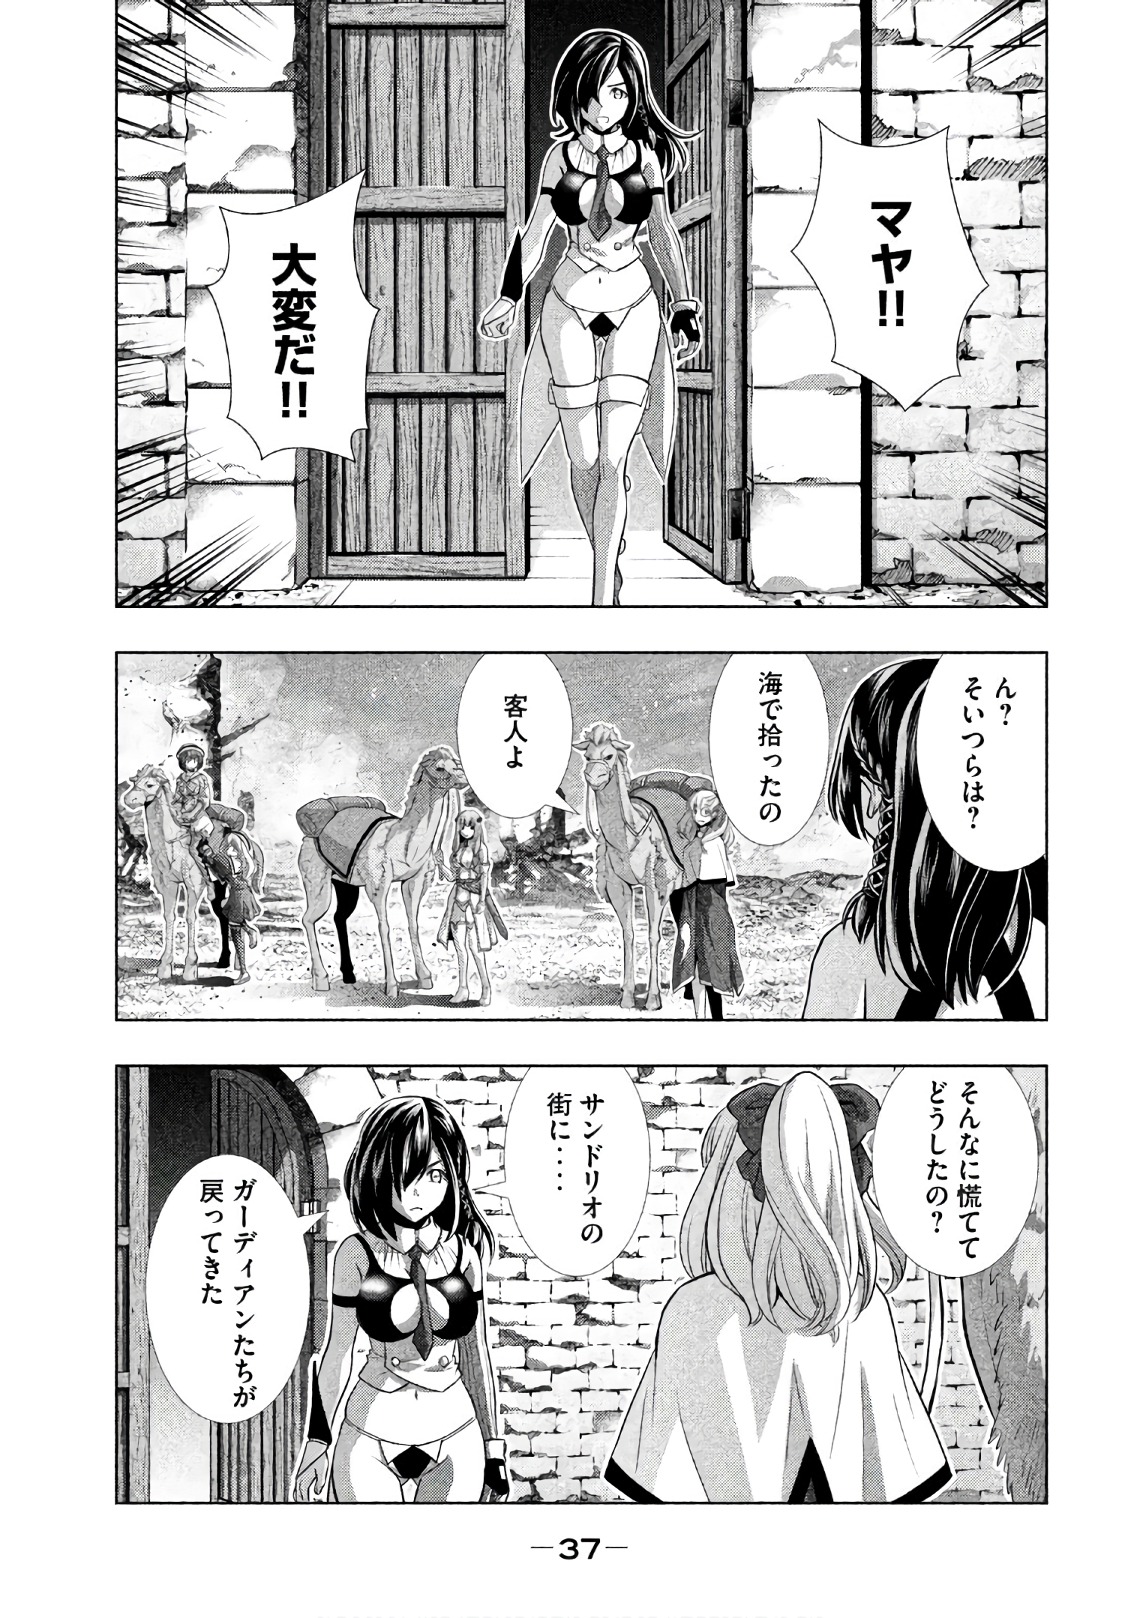 マヤ!!
大変だ!!
ん?
そいつらは?
海で拾ったの
客人よ
そんなに慌てて
どうしたの?
サンドリオの
街に‥‥
ガーディアンたちが
戻ってきた
—37—